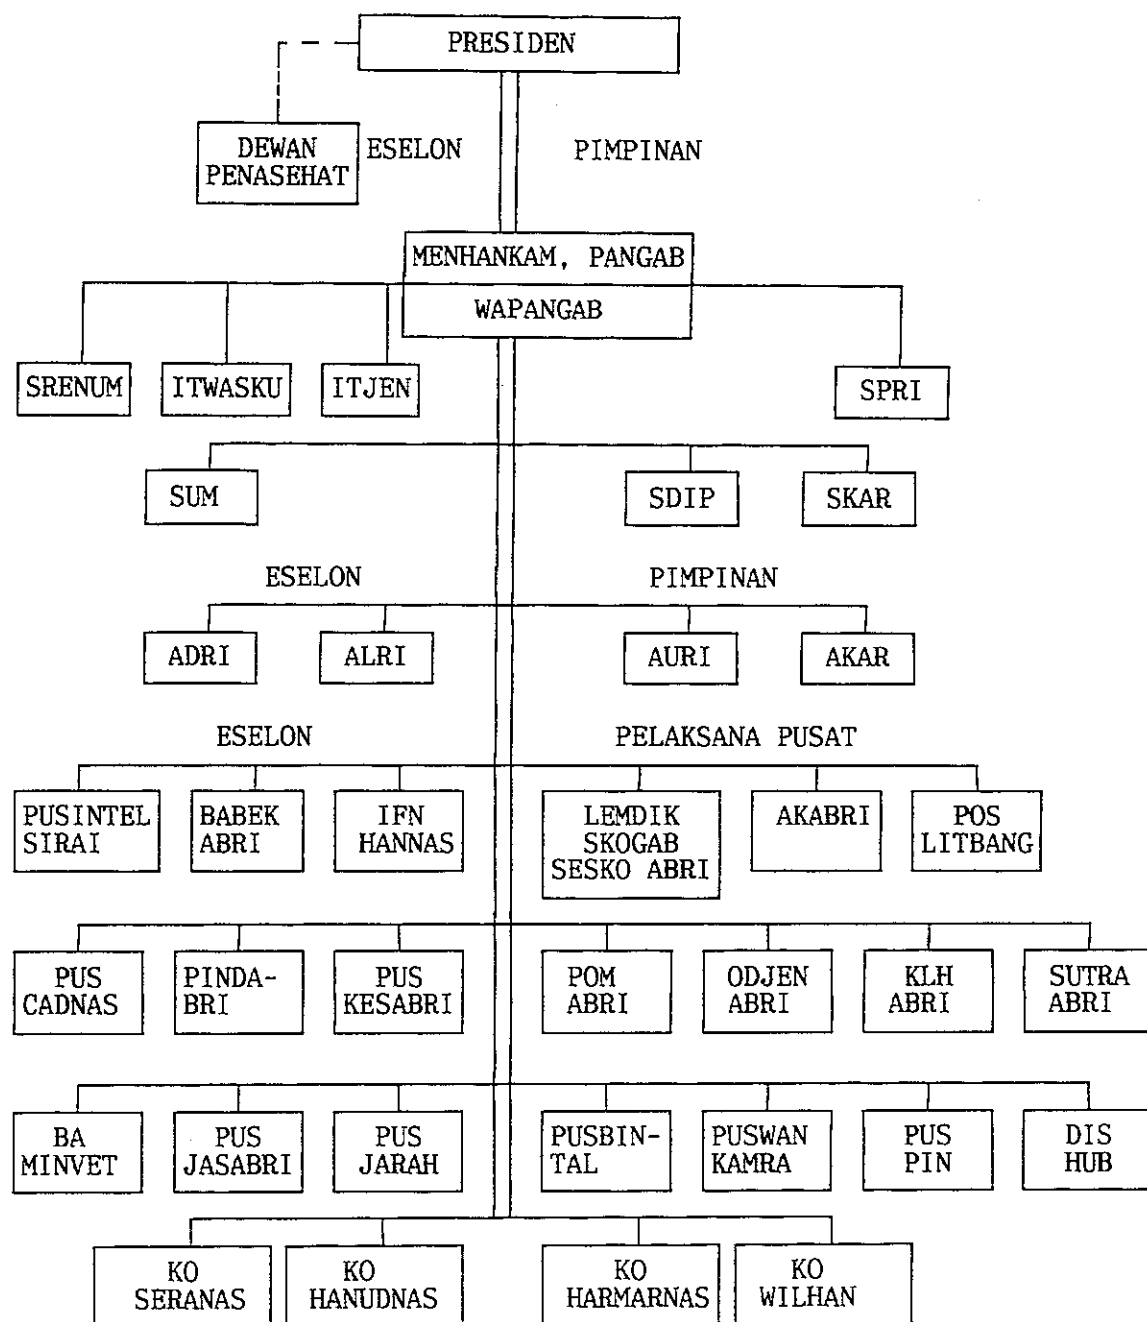 PRESIDEN
DEWAN
PENASEHAT
ESELON PIMPINAN
MENHANKAM, PANGAB
WAPANGAB
SRENUM
ITWASKU
ITJEN
SPRI
SUM
SDIP
SKAR
ESELON PIMPINAN
ADRI
ALRI
AURI
AKAR
ESELON PELAKSANA PUSAT
PUSINTEL
SIRAI
BABEK
ABRI
IFN
HANNAS
LEMDIK
SKOGAB
SESKO ABRI
AKABRI
POS
LITBANG
PUS
CADNAS
PINDA-
BRI
PUS
KESABRI
POM
ABRI
ODJEN
ABRI
KLH
ABRI
SUTRA
ABRI
BA
MINVET
PUS
JASABRI
PUS
JARAH
PUSBIN-
TAL
PUSWAN
KAMRA
PUS
PIN
DIS
HUB
KO
SERANAS
KO
HANUDNAS
KO
HARMARNAS
KO
WILHAN